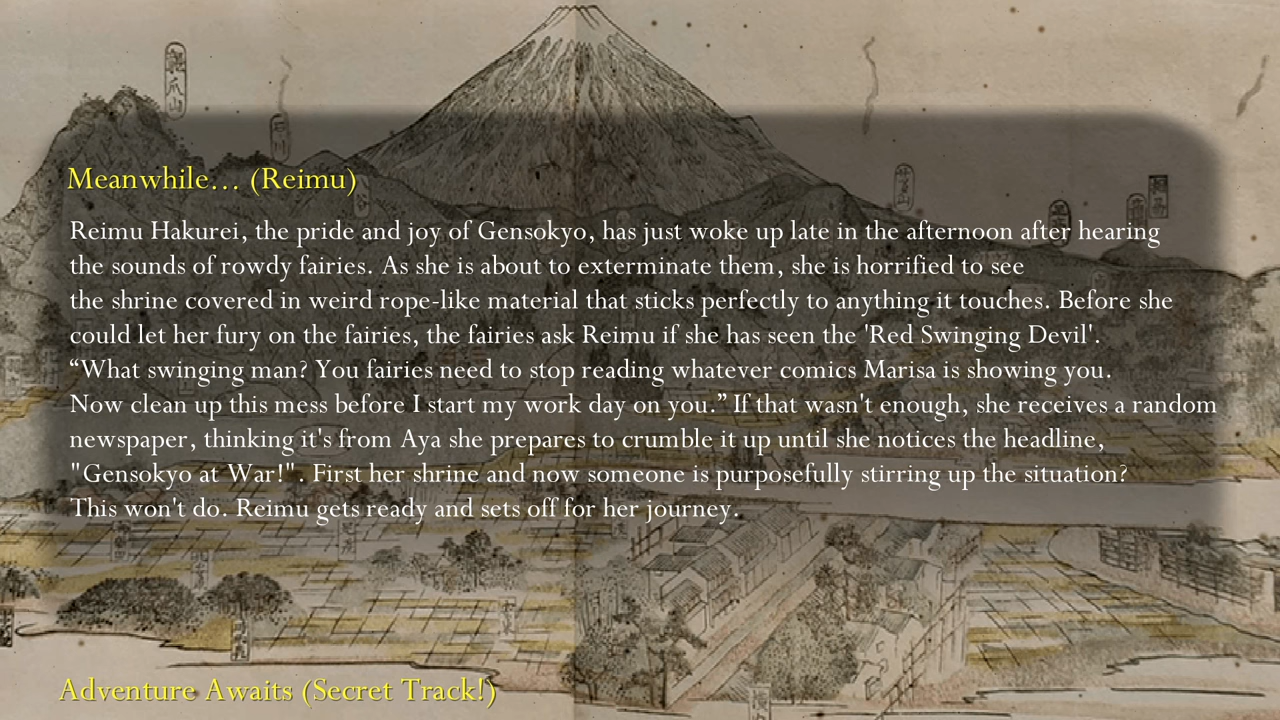 Meanwhile... (Reimu)
Reimu Hakurei, the pride and joy of Gensokyo, has just woke up late in the afternoon after hearing
the sounds of rowdy fairies. As she is about to exterminate them, she is horrified to see
the shrine covered in weird rope-like material that sticks perfectly to anything it touches. Before she
could let her fury on the fairies, the fairies ask Reimu if she has seen the 'Red Swinging Devil'.
“What swinging man? You fairies need to stop reading whatever comics Marisa is showing you.
Now clean up this mess before I start my work day on you.” If that wasn't enough, she receives a random
newspaper, thinking it's from Aya she prepares to crumble it up until she notices the headline,
"Gensokyo at War!" . First her shrine and now someone is purposefully stirring up the situation?
This won't do. Reimu gets ready and sets off for her journey.
Adventure Awaits (Secret Track!)